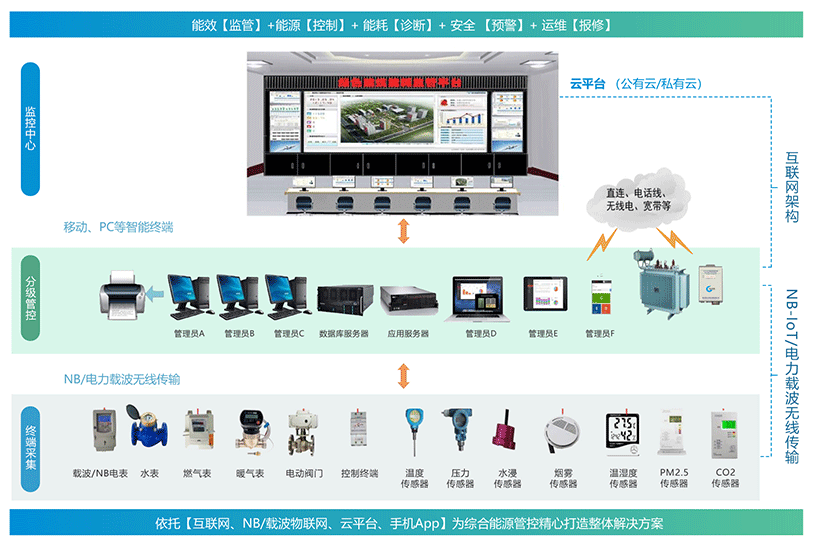 能效【监管】+能源【控制】+ 能耗【诊断】+ 安全 【预警】+ 运维【报修】
监控中心
云平台 （公有云/私有云）
互联网架构
直连、电话线、
无线电、宽带等
移动、PC等智能终端
分级管控
管理员A
管理员B
管理员C
数据库服务器
应用服务器
管理员D
管理员E
管理员F
NB-IoT/电力载波无线传输
NB/电力载波无线传输
终端采集
载波/NB电表
水表
燃气表
暖气表
电动阀门
控制终端
温度
传感器
压力
传感器
水浸
传感器
烟雾
传感器
温湿度
传感器
PM2.5
传感器
CO2
传感器
依托【互联网、NB/载波物联网、云平台、手机App】为综合能源管控精心打造整体解决方案